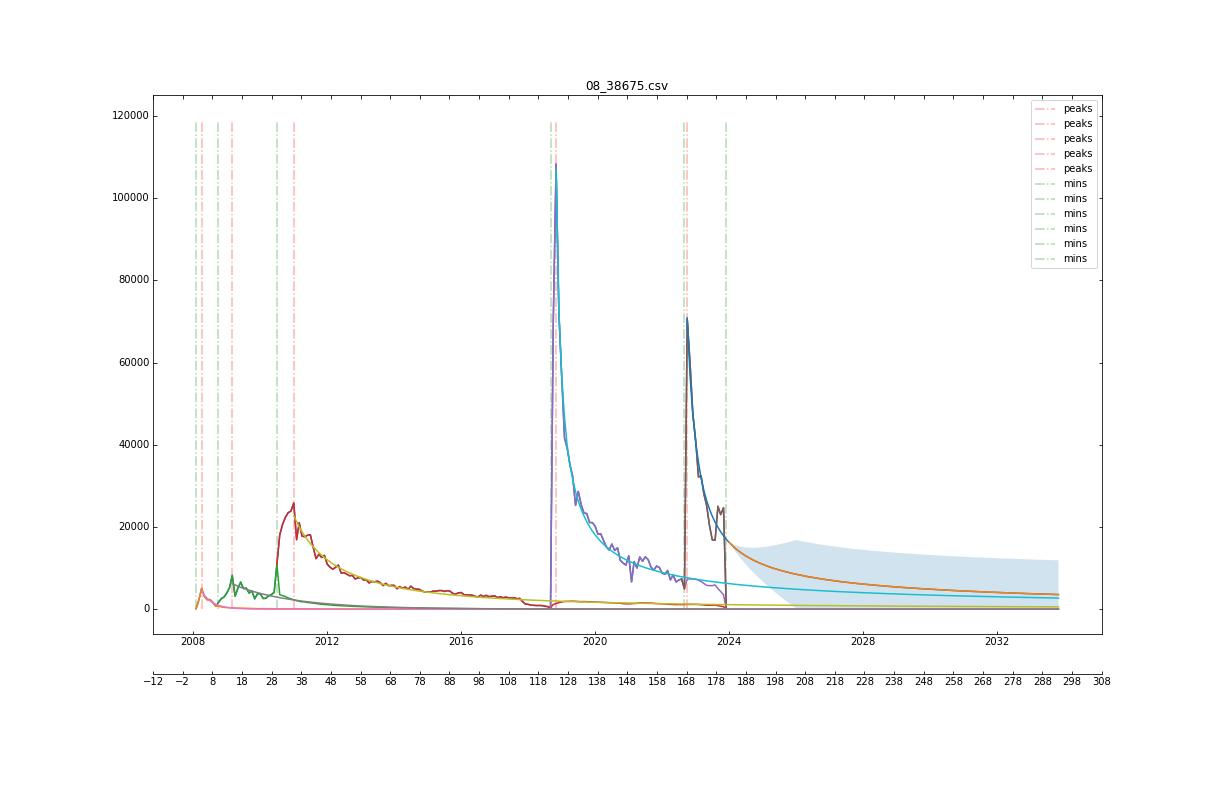 08_38675.csv
120000
100000
80000
60000
40000
20000
0
peaks
peaks
peaks
peaks
peaks
mins
mins
mins
mins
mins
mins
2008 2012 2016 2020 2024 2028 2032
−12 −2 8 18 28 38 48 58 68 78 88 98 108 118 128 138 148 158 168 178 188 198 208 218 228 238 248 258 268 278 288 298 308